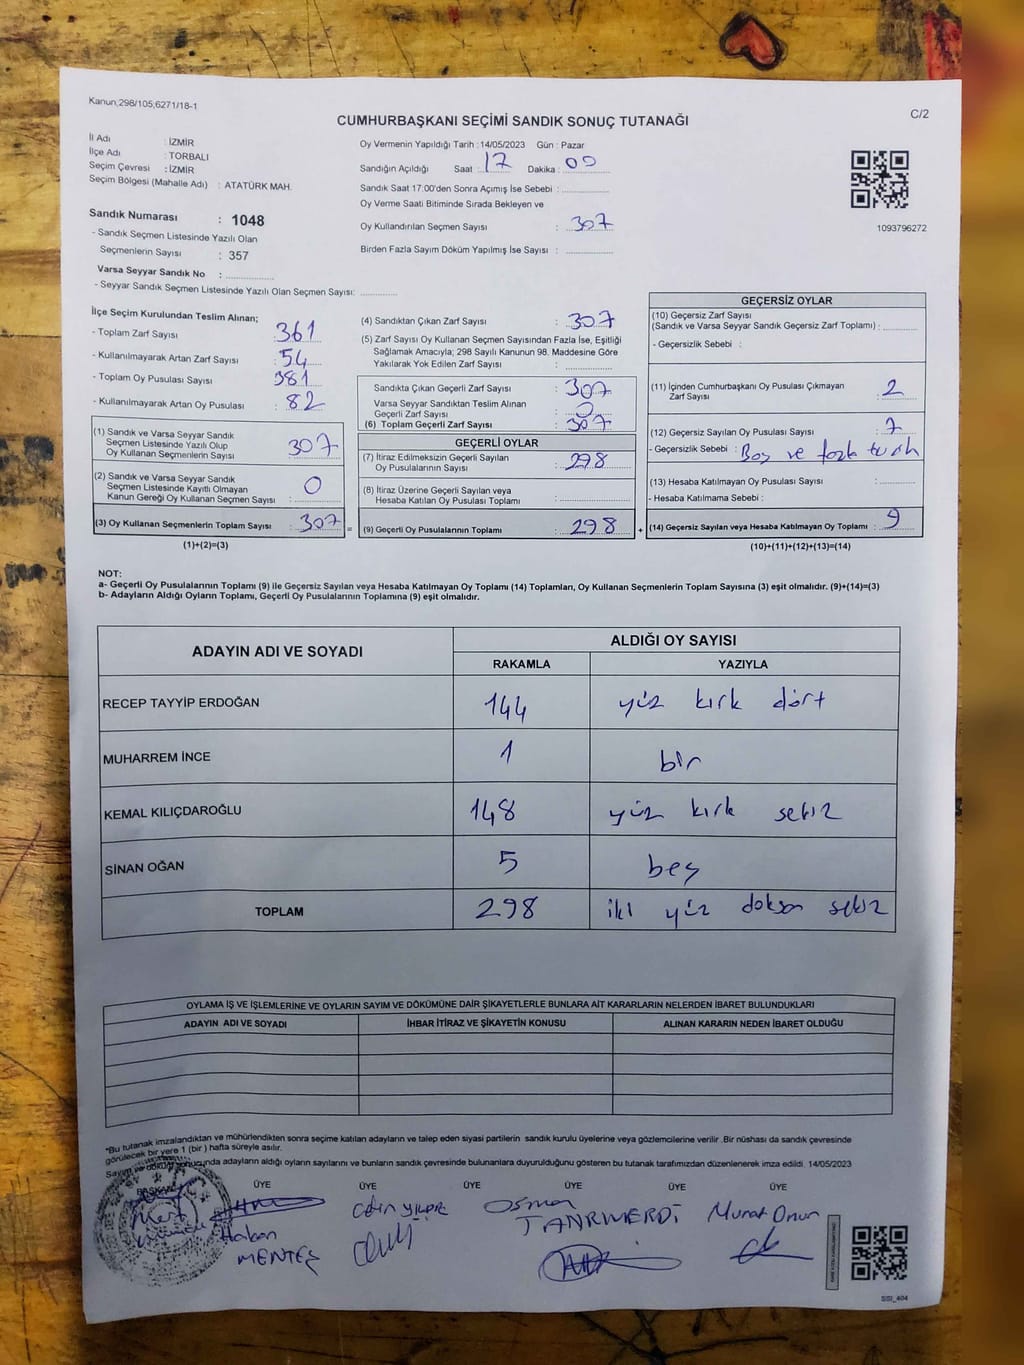 Kanun;298/105;6271/18-1
C/2
CUMHURBAŞKANI SEÇİMİ SANDIK SONUÇ TUTANAĞI
İl Adı : İZMİR
İlçe Adı : TORBALI
Seçim Çevresi : İZMİR
Seçim Bölgesi (Mahalle Adı) : ATATÜRK MAH.
Sandık Numarası : 1048
- Sandık Seçmen Listesinde Yazılı Olan
Seçmenlerin Sayısı : 357
Varsa Seyyar Sandık No :
- Seyyar Sandık Seçmen Listesinde Yazılı Olan Seçmen Sayısı:
Oy Vermenin Yapıldığı Tarih : 14/05/2023 Gün : Pazar
Sandığın Açıldığı Saat : 17 Dakika : 00
Sandık Saat 17:00'den Sonra Açımış İse Sebebi :
Oy Verme Saati Bitiminde Sırada Bekleyen ve
Oy Kullandırılan Seçmen Sayısı : 307
Birden Fazla Sayım Döküm Yapılmış İse Sayısı :
1093796272
İlçe Seçim Kurulundan Teslim Alınan;
- Toplam Zarf Sayısı : 361
- Kullanılmayarak Artan Zarf Sayısı : 54
- Toplam Oy Pusulası Sayısı : 381
- Kullanılmayarak Artan Oy Pusulası : 82
(1) Sandık ve Varsa Seyyar Sandık
Seçmen Listesinde Yazılı Olup
Oy Kullanan Seçmenlerin Sayısı : 307
(2) Sandık ve Varsa Seyyar Sandık
Seçmen Listesinde Kayıtlı Olmayan
Kanun Gereği Oy Kullanan Seçmen Sayısı : 0
(3) Oy Kullanan Seçmenlerin Toplam Sayısı : 307
(1)+(2)=(3)
(4) Sandıktan Çıkan Zarf Sayısı : 307
(5) Zarf Sayısı Oy Kullanan Seçmen Sayısından Fazla İse, Eşitliği
Sağlamak Amacıyla; 298 Sayılı Kanunun 98. Maddesine Göre
Yakılarak Yok Edilen Zarf Sayısı :
Sandıkta Çıkan Geçerli Zarf Sayısı : 307
Varsa Seyyar Sandıktan Teslim Alınan
Geçerli Zarf Sayısı : 0
(6) Toplam Geçerli Zarf Sayısı : 307
GEÇERLİ OYLAR
(7) İtiraz Edilmeksizin Geçerli Sayılan
Oy Pusulalarının Sayısı : 298
(8) İtiraz Üzerine Geçerli Sayılan veya
Hesaba Katılan Oy Pusulası Toplamı :
= (9) Geçerli Oy Pusulalarının Toplamı : 298 +
GEÇERSİZ OYLAR
(10) Geçersiz Zarf Sayısı
(Sandık ve Varsa Seyyar Sandık Geçersiz Zarf Toplamı) :
- Geçersizlik Sebebi :
(11) İçinden Cumhurbaşkanı Oy Pusulası Çıkmayan
Zarf Sayısı : 2
(12) Geçersiz Sayılan Oy Pusulası Sayısı : 7
- Geçersizlik Sebebi : Boş ve fazla
(13) Hesaba Katılmayan Oy Pusulası Sayısı :
- Hesaba Katılmama Sebebi :
(14) Geçersiz Sayılan veya Hesaba Katılmayan Oy Toplamı : 9
(10)+(11)+(12)+(13)=(14)
NOT:
a- Geçerli Oy Pusulalarının Toplamı (9) ile Geçersiz Sayılan veya Hesaba Katılmayan Oy Toplamı (14) Toplamları, Oy Kullanan Seçmenlerin Toplam Sayısına (3) eşit olmalıdır. (9)+(14)=(3)
b- Adayların Aldığı Oyların Toplamı, Geçerli Oy Pusulalarının Toplamına (9) eşit olmalıdır.
ADAYIN ADI VE SOYADI
ALDIĞI OY SAYISI
RAKAMLA YAZIYLA
RECEP TAYYİP ERDOĞAN 144 yüz kırk dört
MUHARREM İNCE 1 bir
KEMAL KILIÇDAROĞLU 148 yüz kırk sekiz
SİNAN OĞAN 5 beş
TOPLAM 298 iki yüz doksan sekiz
OYLAMA İŞ VE İŞLEMLERİNE VE OYLARIN SAYIM VE DÖKÜMÜNE DAİR ŞİKAYETLERLE BUNLARA AİT KARARLARIN NELERDEN İBARET BULUNDUKLARI
ADAYIN ADI VE SOYADI İHBAR İTİRAZ VE ŞİKAYETİN KONUSU ALINAN KARARIN NEDEN İBARET OLDUĞU
"Bu tutanak imzalandıktan ve mühürlendikten sonra seçime katılan adayların ve talep eden siyasi partilerin sandık kurulu üyelerine veya gözlemcilerine verilir .Bir nüshası da sandık çevresinde
görülecek bir yere 1 (bir) hafta süreyle asılır.
adayların aldığı oyların sayılarını ve bunların sandık çevresinde bulunanlara duyurulduğunu gösteren bu tutanak tarafımızdan düzenlenerek imza edildi. 14/05/2023
BAŞKAN ÜYE ÜYE ÜYE ÜYE ÜYE ÜYE
Mert
Hakan
MENTEŞ
Osman
TANRIVERDİ
Murat Onur
SSI_404